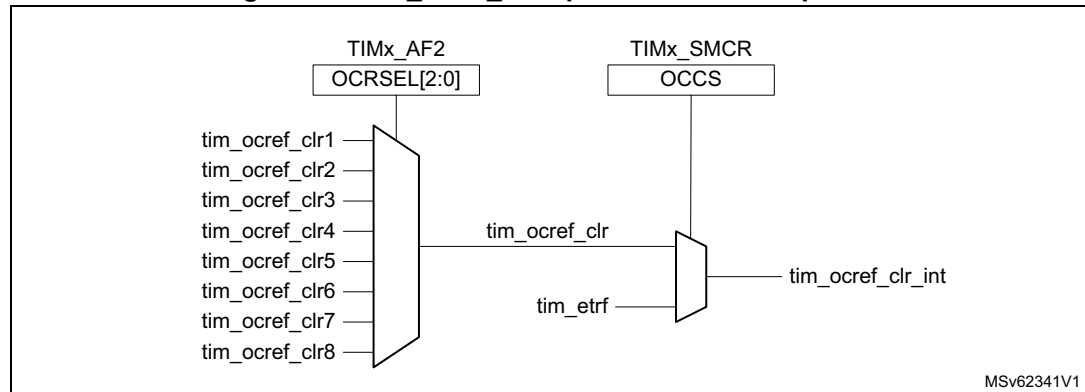 TIMx_AF2
TIMx_SMCR
OCRSEL[2:0]
OCCS
tim_ocref_clr1
tim_ocref_clr2
tim_ocref_clr3
tim_ocref_clr4
tim_ocref_clr5
tim_ocref_clr6
tim_ocref_clr7
tim_ocref_clr8
tim_ocref_clr
tim_etrf
tim_ocref_clr_int
MSv62341V1